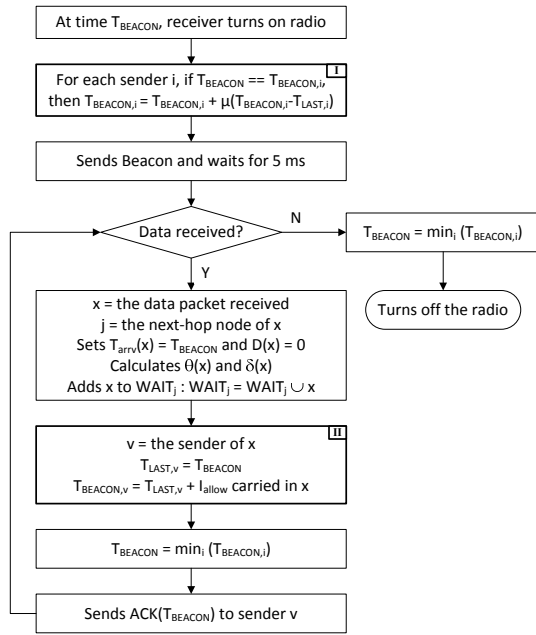 At time T_BEACON, receiver turns on radio
I
For each sender i, if T_BEACON == T_BEACON,i,
then T_BEACON,i = T_BEACON,i + μ(T_BEACON,i-T_LAST,i)
Sends Beacon and waits for 5 ms
Data received?
N
T_BEACON = min_i (T_BEACON,i)
Turns off the radio
Y
x = the data packet received
j = the next-hop node of x
Sets T_arrv(x) = T_BEACON and D(x) = 0
Calculates θ(x) and δ(x)
Adds x to WAIT_j : WAIT_j = WAIT_j ∪ x
II
v = the sender of x
T_LAST,v = T_BEACON
T_BEACON,v = T_LAST,v + I_allow carried in x
T_BEACON = min_i (T_BEACON,i)
Sends ACK(T_BEACON) to sender v